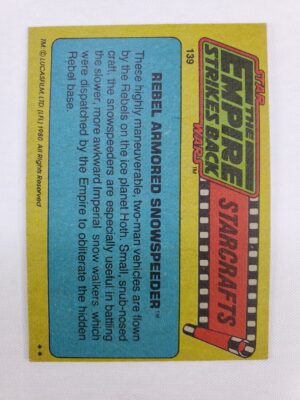 STAR
THE
EMPIRE
STRIKES BACK
WARS™
STARCRAFTS
139
REBEL ARMORED SNOWSPEEDER™
These highly maneuverable, two-man vehicles are flown
by the Rebels on the ice planet Hoth. Small, snub-nosed
craft, the snowspeeders are especially useful in battling
the slower, more awkward Imperial snow walkers, which
were dispatched by the Empire to obliterate the hidden
Rebel base.
TM: © LUCASFILM, LTD. (LFL) 1980. All Rights Reserved
**